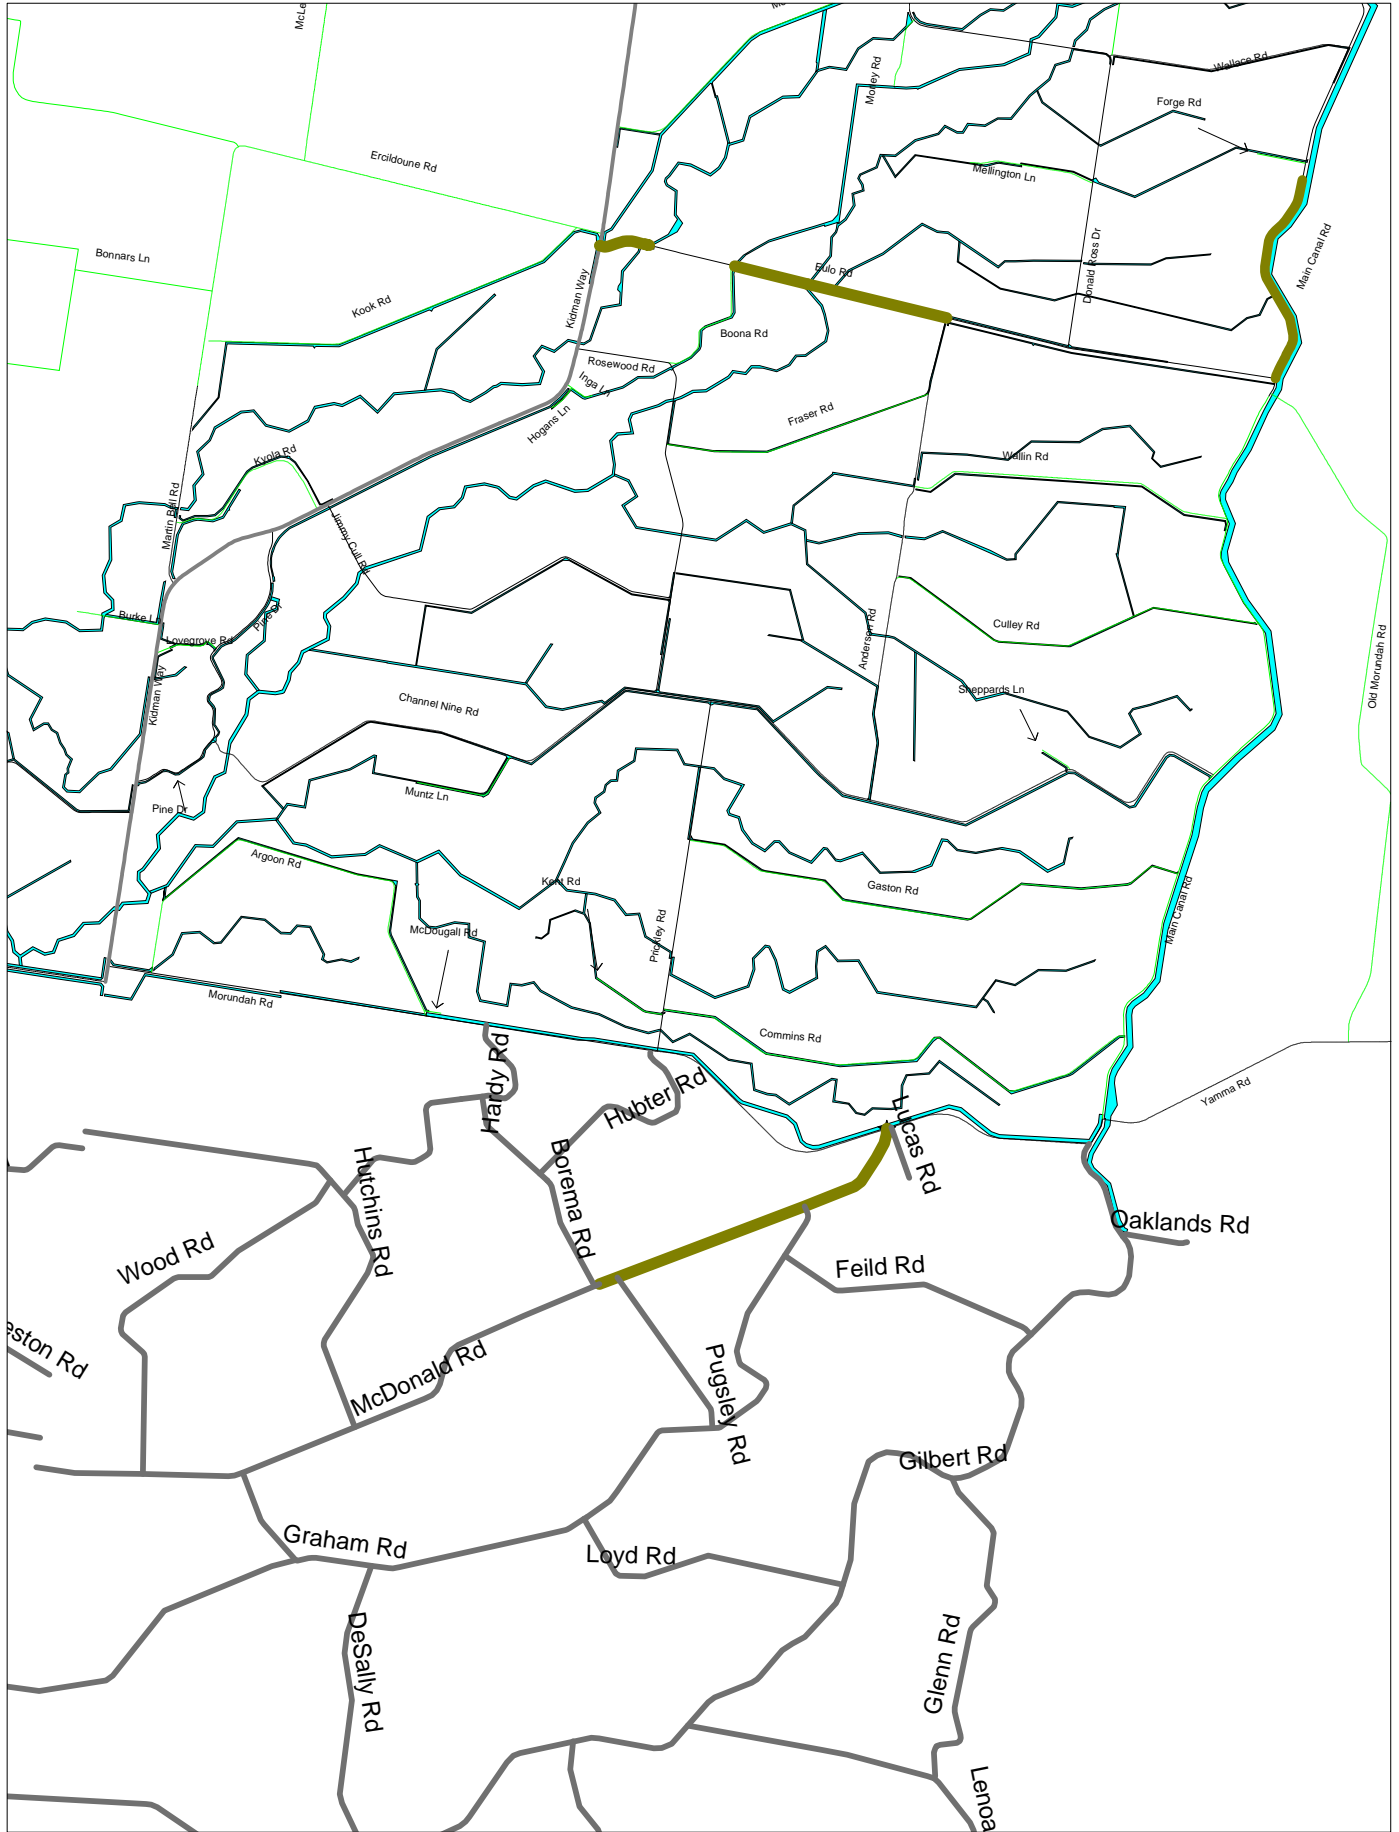 McLe
Money Rd
Wallace Rd
Forge Rd
Ercildoune Rd
Mellington Ln
Bonnars Ln
Donald Ross Dr
Main Canal Rd
Eulo Rd
Kook Rd
Kidman Way
Boona Rd
Rosewood Rd
Inga Ln
Hogans Ln
Fraser Rd
Kyola Rd
Wallin Rd
Martin Bell Rd
Jimmy Cull Rd
Burke Ln
Pine Dr
Lovegrove Rd
Anderson Rd
Culley Rd
Old Morundah Rd
Kidman Way
Channel Nine Rd
Sheppards Ln
Muntz Ln
Pine Dr
Argoon Rd
Kent Rd
Gaston Rd
McDougall Rd
Prickley Rd
Main Canal Rd
Morundah Rd
Commins Rd
Hardy Rd
Hubter Rd
Yamma Rd
Lucas Rd
Hutchins Rd
Borema Rd
Oaklands Rd
Wood Rd
Feild Rd
eston Rd
McDonald Rd
Pugsley Rd
Gilbert Rd
Graham Rd
Loyd Rd
DeSally Rd
Glenn Rd
Lenoa